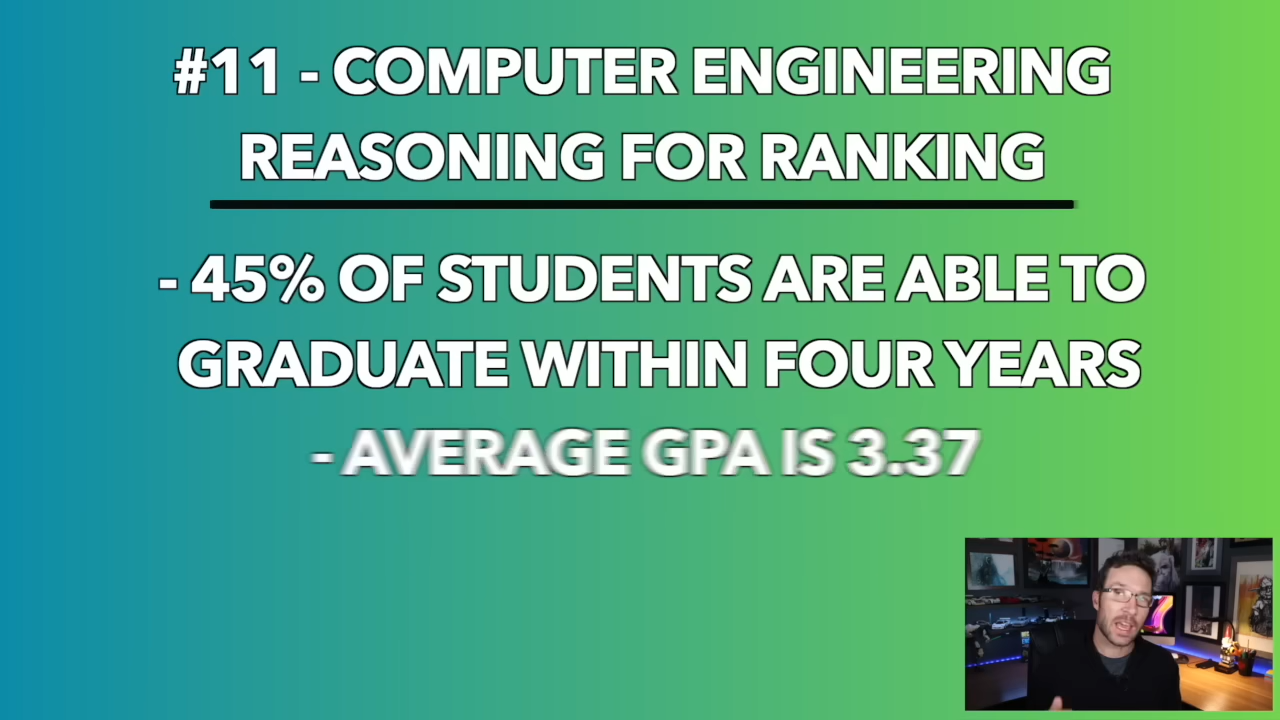 #11 - COMPUTER ENGINEERING
REASONING FOR RANKING
- 45% OF STUDENTS ARE ABLE TO
GRADUATE WITHIN FOUR YEARS
- AVERAGE GPA IS 3.37